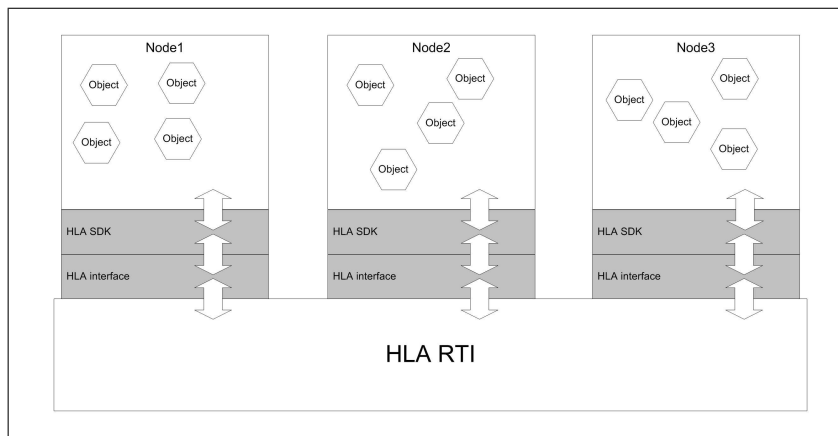 Node1
Object
Object
Object
Object
HLA SDK
HLA interface
Node2
Object
Object
Object
Object
HLA SDK
HLA interface
Node3
Object
Object
Object
Object
HLA SDK
HLA interface
HLA RTI